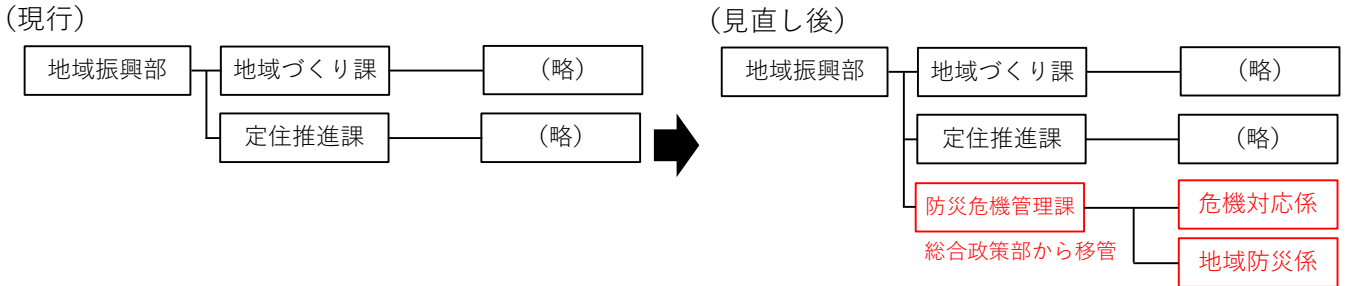 （現行）
地域振興部 地域づくり課 （略）
定住推進課 （略）
（見直し後）
地域振興部 地域づくり課 （略）
定住推進課 （略）
防災危機管理課 危機対応係
総合政策部から移管
地域防災係